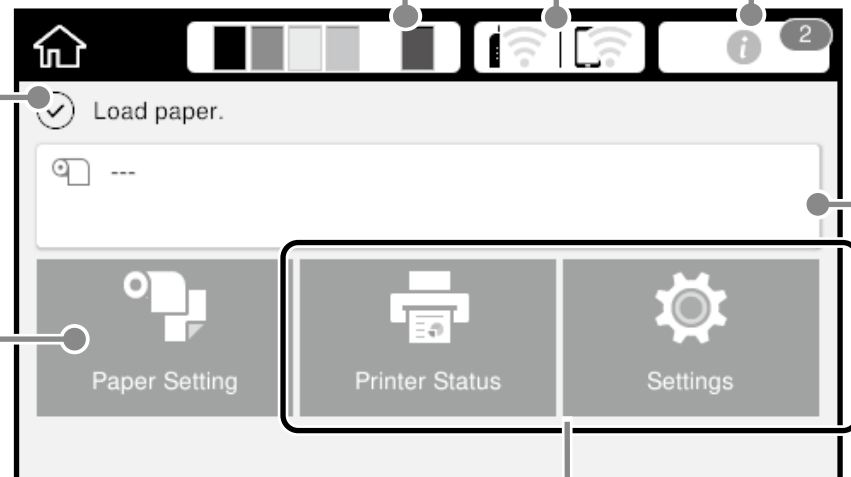 2
Load paper.
---
Paper Setting
Printer Status
Settings